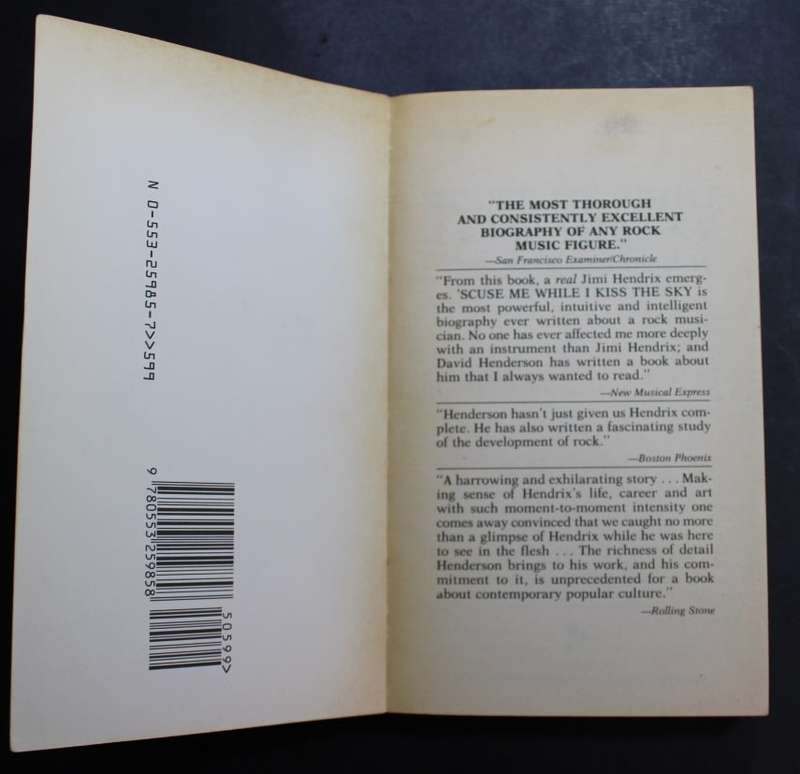 N 0-553-25985-7>>599
9 780553 259858
50599>
"THE MOST THOROUGH
AND CONSISTENTLY EXCELLENT
BIOGRAPHY OF ANY ROCK
MUSIC FIGURE."
—San Francisco Examiner/Chronicle
"From this book, a real Jimi Hendrix emerg-
es. 'SCUSE ME WHILE I KISS THE SKY is
the most powerful, intuitive and intelligent
biography ever written about a rock musi-
cian. No one has ever affected me more deeply
with an instrument than Jimi Hendrix; and
David Henderson has written a book about
him that I always wanted to read."
—New Musical Express
"Henderson hasn't just given us Hendrix com-
plete. He has also written a fascinating study
of the development of rock."
—Boston Phoenix
"A harrowing and exhilarating story . . . Mak-
ing sense of Hendrix's life, career and art
with such moment-to-moment intensity one
comes away convinced that we caught no more
than a glimpse of Hendrix while he was here
to see in the flesh . . . The richness of detail
Henderson brings to his work, and his com-
mitment to it, is unprecedented for a book
about contemporary popular culture."
—Rolling Stone